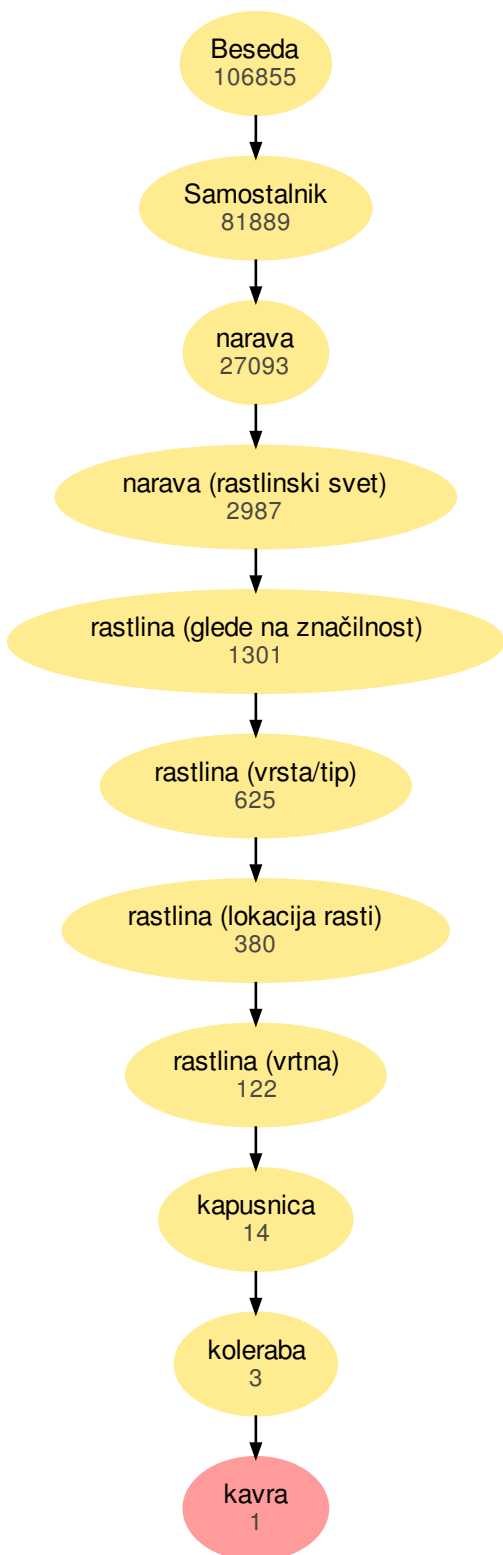 Beseda
106855
Samostalnik
81889
narava
27093
narava (rastlinski svet)
2987
rastlina (glede na značilnost)
1301
rastlina (vrsta/tip)
625
rastlina (lokacija rasti)
380
rastlina (vrtna)
122
kapusnica
14
koleraba
3
kavra
1